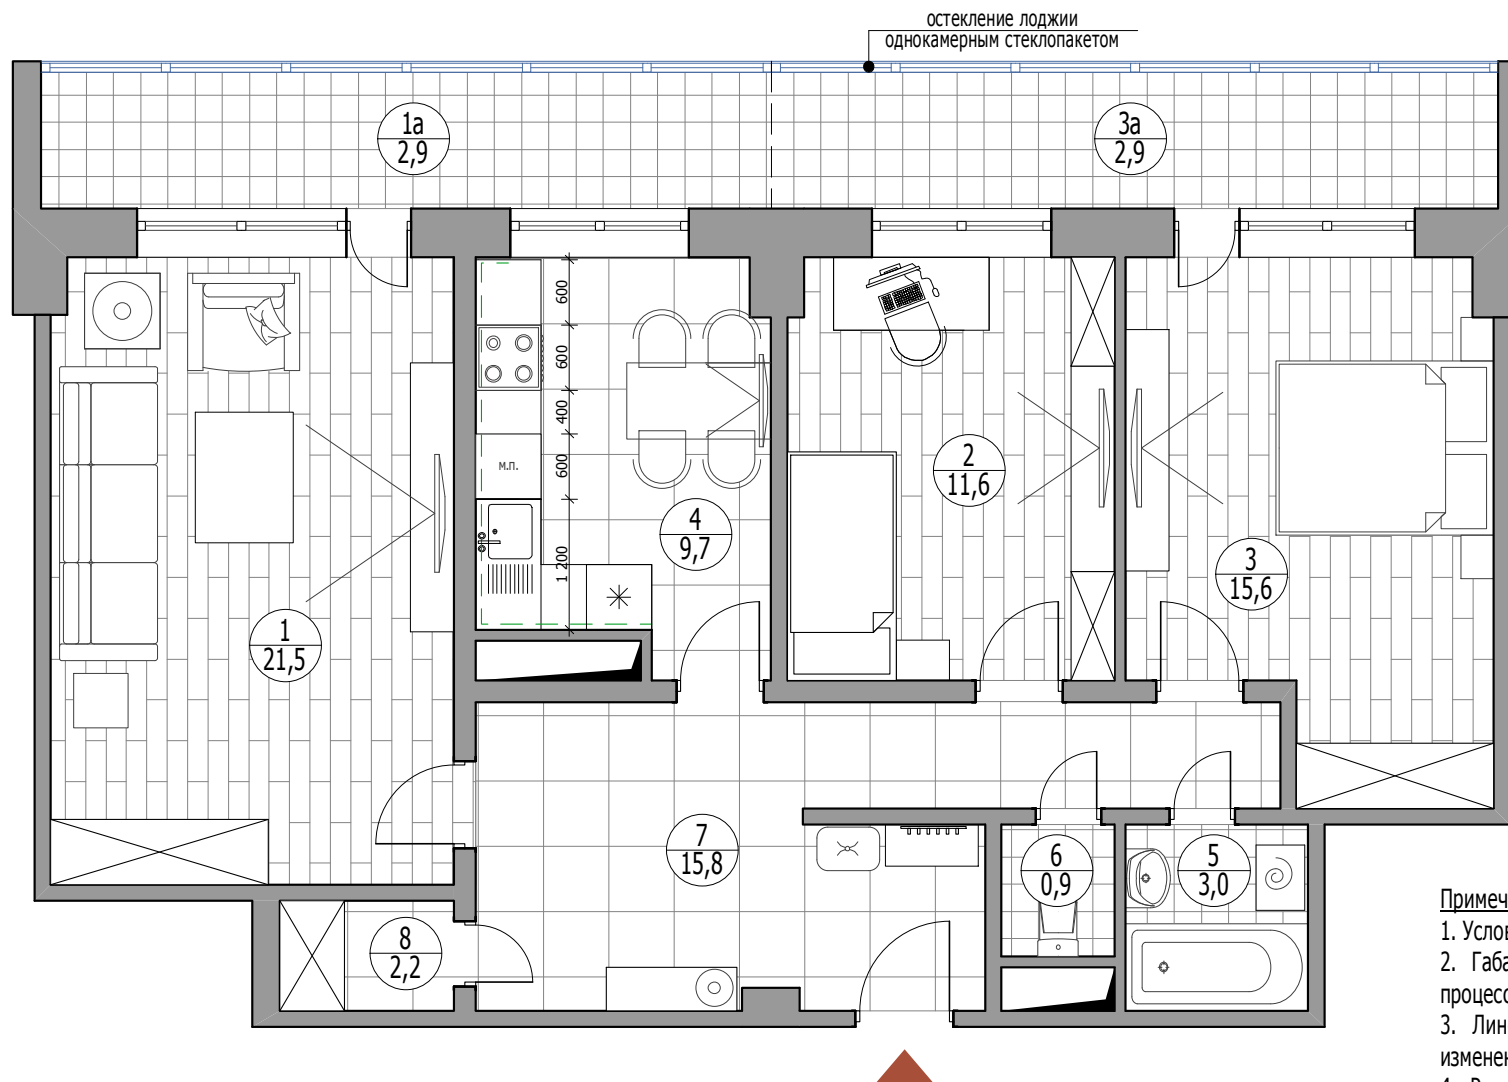 остекление лоджии
однокамерным стеклопакетом
1а
2,9
3а
2,9
600
600
400
600
1 200
м.п.
4
9,7
2
11,6
3
15,6
1
21,5
7
15,8
6
0,9
5
3,0
8
2,2
Примеч
1. Услов
2. Габа
процессо
3. Лин
изменен